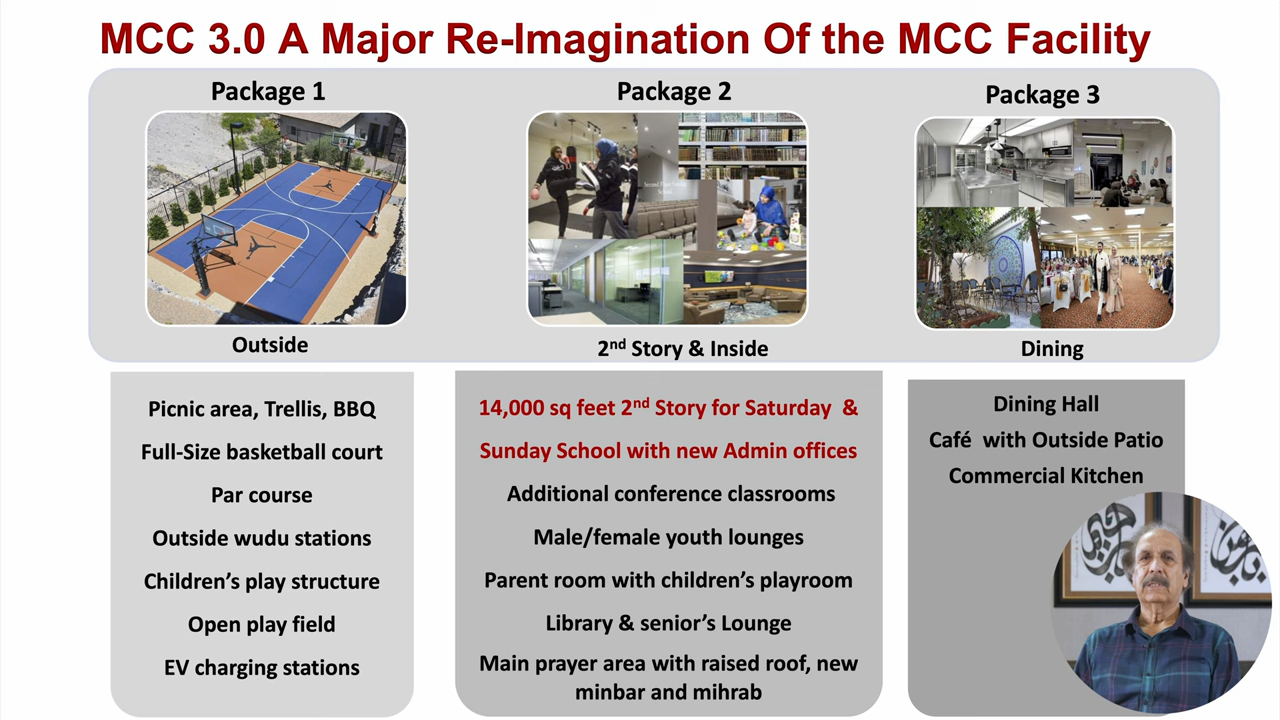 MCC 3.0 A Major Re-Imagination Of the MCC Facility
Package 1
Outside
Picnic area, Trellis, BBQ
Full-Size basketball court
Par course
Outside wudu stations
Children's play structure
Open play field
EV charging stations
Package 2
2nd Story & Inside
14,000 sq feet 2nd Story for Saturday &
Sunday School with new Admin offices
Additional conference classrooms
Male/female youth lounges
Parent room with children's playroom
Library & senior's Lounge
Main prayer area with raised roof, new
minbar and mihrab
Package 3
Dining
Dining Hall
Café with Outside Patio
Commercial Kitchen